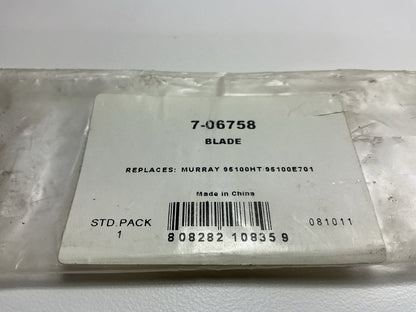 7-06758
BLADE
REPLACES: MURRAY 95100HT/95100E701
Made in China
STD.PACK
1
081011
8 08282 10835 9